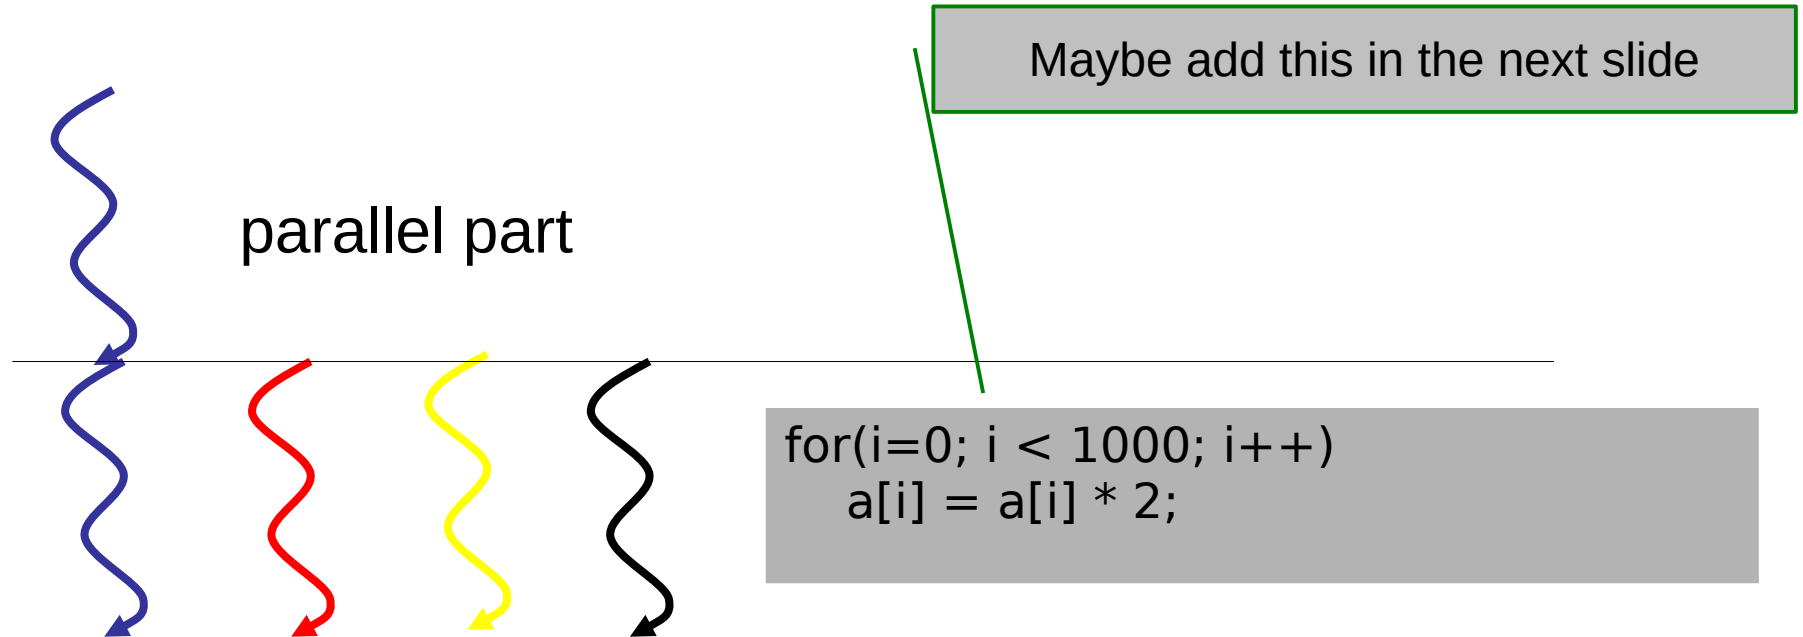 Maybe add this in the next slide
parallel part
for(i=0; i < 1000; i++)
a[i] = a[i] * 2;